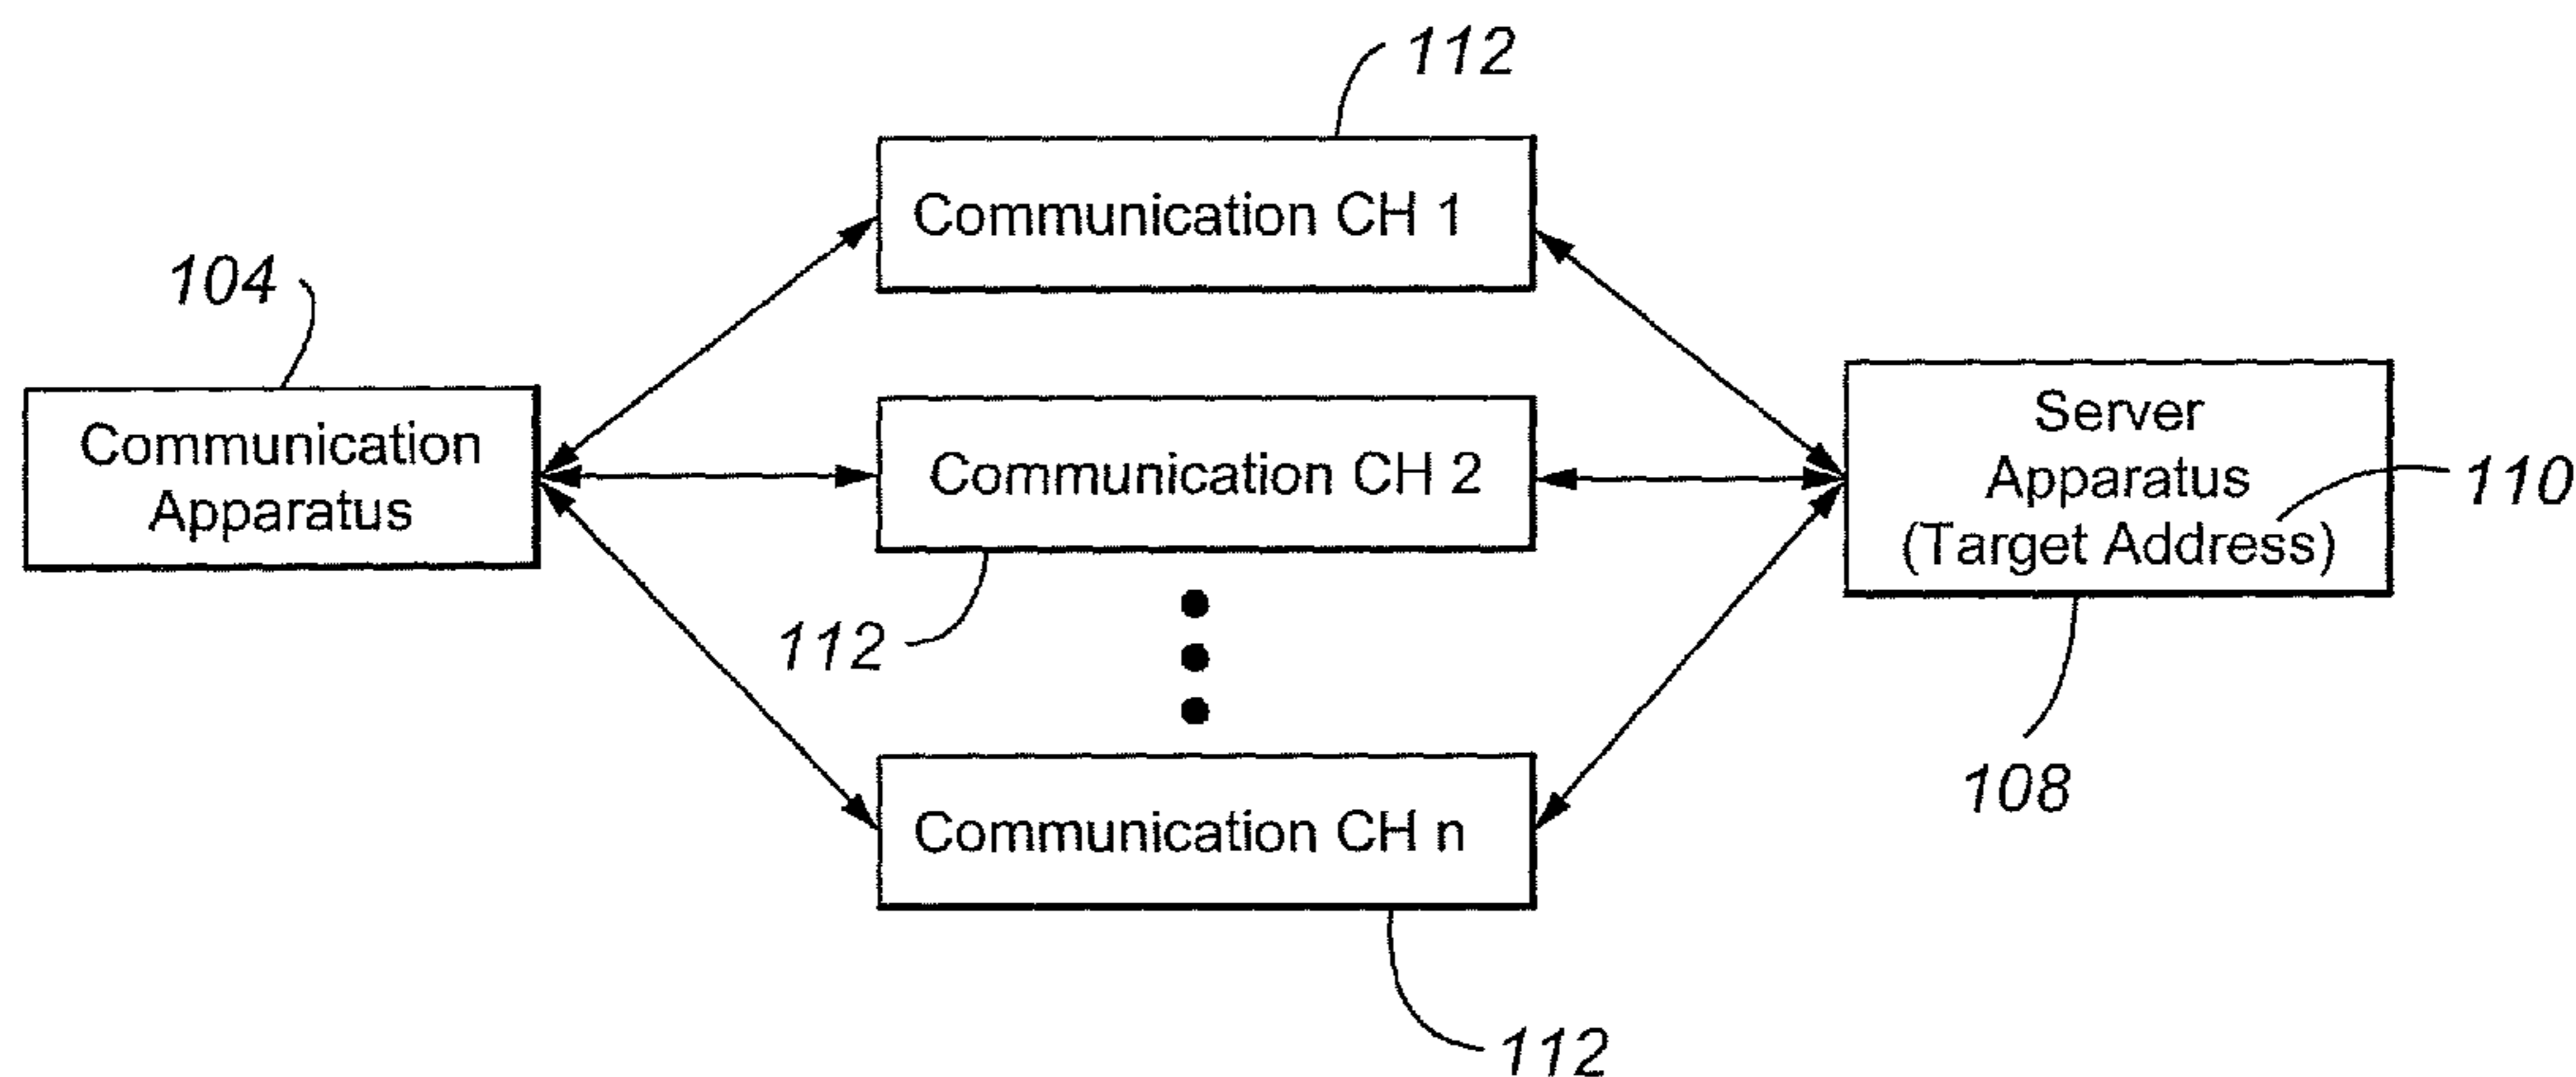 112
Communication CH 1
104
Communication
Apparatus
Communication CH 2
112
Server
Apparatus
(Target Address)
110
108
Communication CH n
112